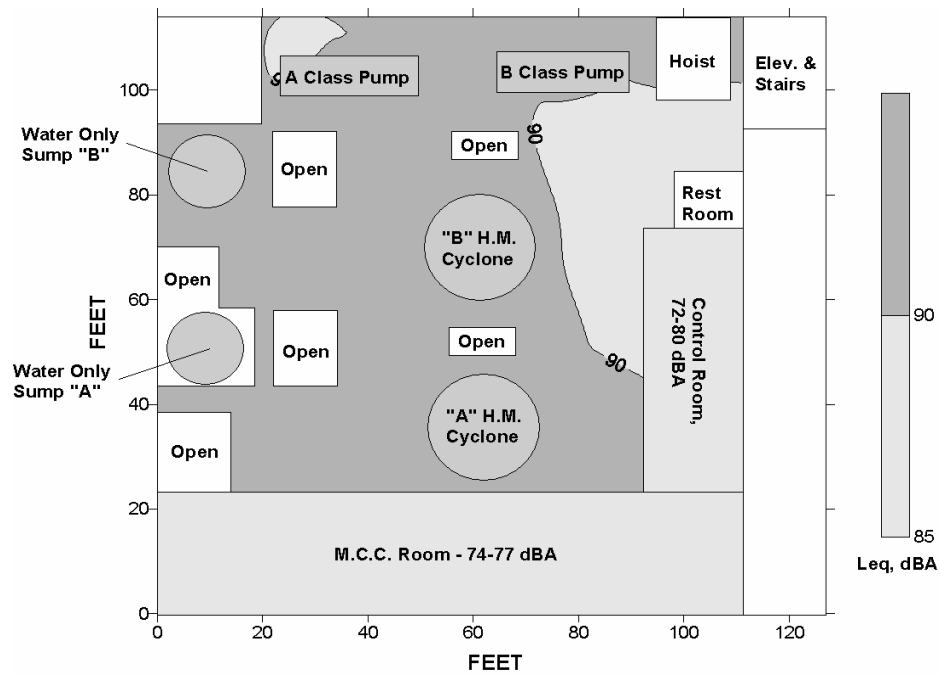 A Class Pump
B Class Pump
Hoist
Elev. &
Stairs
100
9
Water Only
Sump "B"
Open
Open
90
80
Rest
Room
"B" H.M.
Cyclone
Open
60
90
FEET
Control Room,
72-80 dBA
Water Only
Sump "A"
Open
Open
90
40
"A" H.M.
Cyclone
Open
20
M.C.C. Room - 74-77 dBA
85
Leq, dBA
0
0
20
40
60
80
100
120
FEET